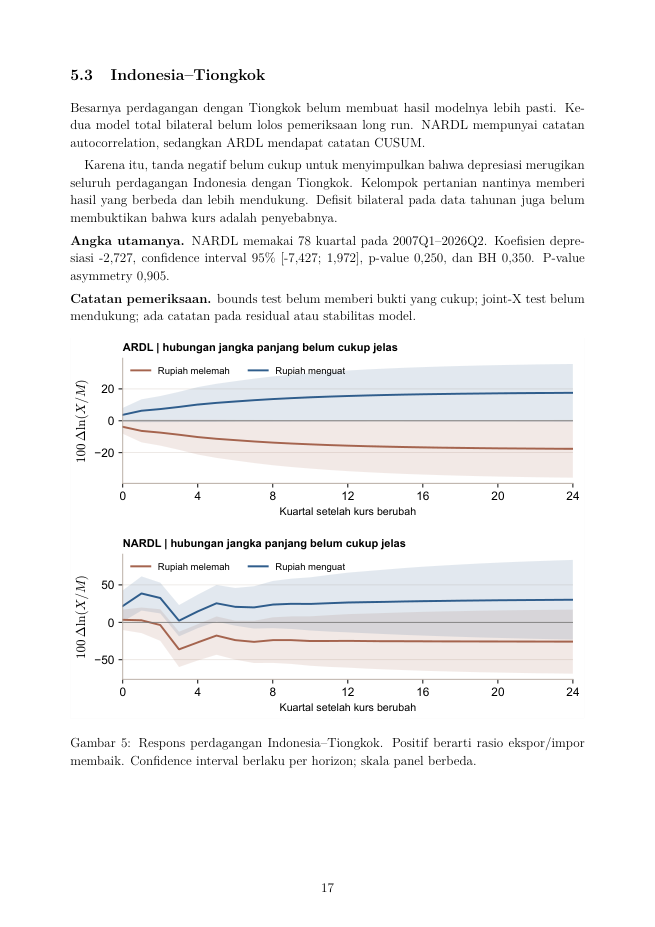 5.3 Indonesia–Tiongkok
Besarnya perdagangan dengan Tiongkok belum membuat hasil modelnya lebih pasti. Ke-
dua model total bilateral belum lolos pemeriksaan long run. NARDL mempunyai catatan
autocorrelation, sedangkan ARDL mendapat catatan CUSUM.
Karena itu, tanda negatif belum cukup untuk menyimpulkan bahwa depresiasi merugikan
seluruh perdagangan Indonesia dengan Tiongkok. Kelompok pertanian nantinya memberi
hasil yang berbeda dan lebih mendukung. Defisit bilateral pada data tahunan juga belum
membuktikan bahwa kurs adalah penyebabnya.
Angka utamanya. NARDL memakai 78 kuartal pada 2007Q1–2026Q2. Koefisien depre-
siasi -2,727, confidence interval 95% [-7,427; 1,972], p-value 0,250, dan BH 0,350. P-value
asymmetry 0,905.
Catatan pemeriksaan. bounds test belum memberi bukti yang cukup; joint-X test belum
mendukung; ada catatan pada residual atau stabilitas model.
ARDL | hubungan jangka panjang belum cukup jelas
Rupiah melemah Rupiah menguat
100 Δ ln(X/M)
20
0
−20
0 4 8 12 16 20 24
Kuartal setelah kurs berubah
NARDL | hubungan jangka panjang belum cukup jelas
Rupiah melemah Rupiah menguat
100 Δ ln(X/M)
50
0
−50
0 4 8 12 16 20 24
Kuartal setelah kurs berubah
Gambar 5: Respons perdagangan Indonesia–Tiongkok. Positif berarti rasio ekspor/impor
membaik. Confidence interval berlaku per horizon; skala panel berbeda.
17